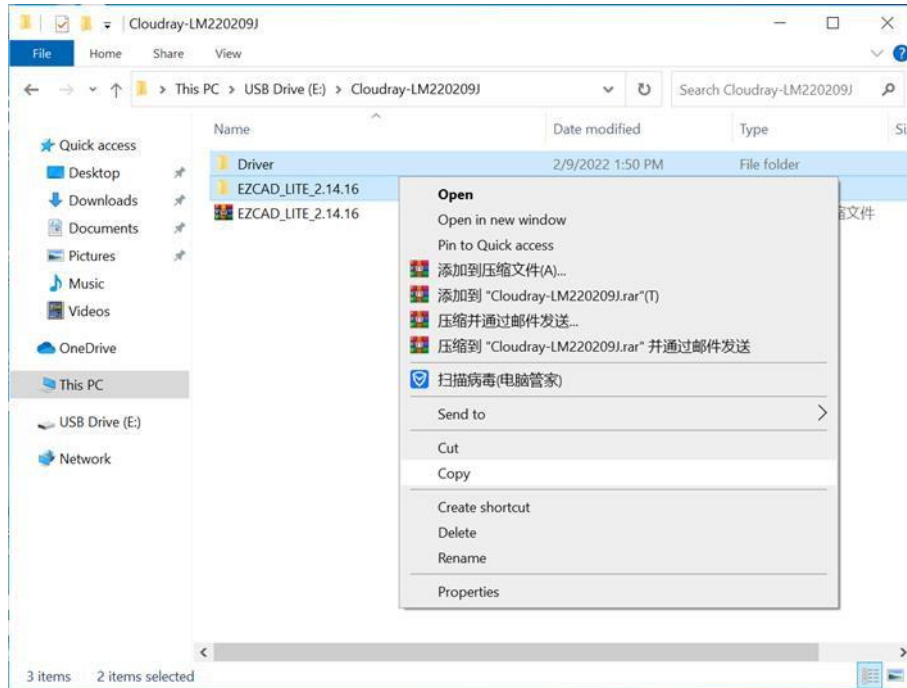 Cloudray-LM220209J
File Home Share View
This PC > USB Drive (E:) > Cloudray-LM220209J
Search Cloudray-LM220209J
Name Date modified Type
Quick access
Desktop
Downloads
Documents
Pictures
Music
Videos
OneDrive
This PC
USB Drive (E:)
Network
Driver 2/9/2022 1:50 PM File folder
EZCAD_LITE_2.14.16
EZCAD_LITE_2.14.16 缩文件
Open
Open in new window
Pin to Quick access
添加到压缩文件(A)...
添加到 "Cloudray-LM220209J.rar"(T)
压缩并通过邮件发送...
压缩到 "Cloudray-LM220209J.rar" 并通过邮件发送
扫描病毒(电脑管家)
Send to
Cut
Copy
Create shortcut
Delete
Rename
Properties
3 items 2 items selected